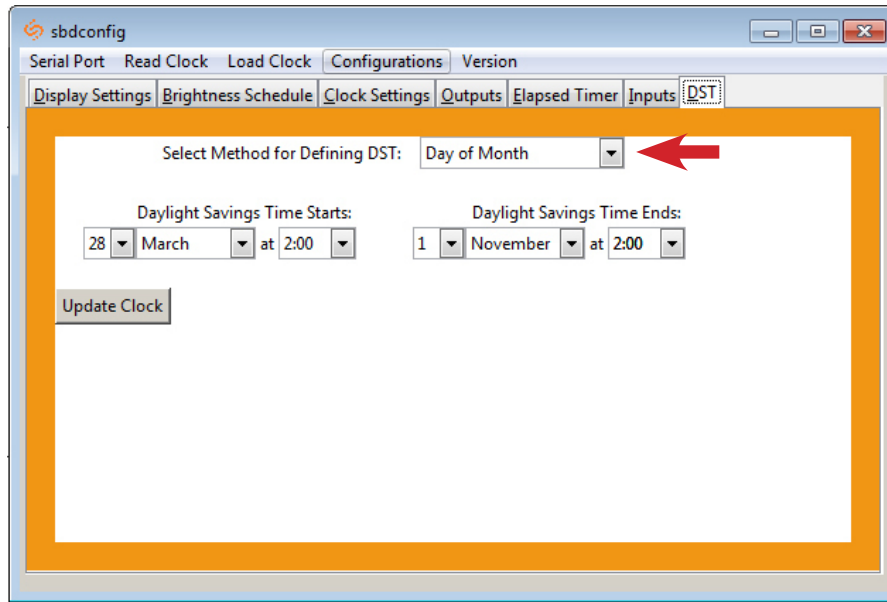 sbdconfig
Serial Port Read Clock Load Clock Configurations Version
Display Settings Brightness Schedule Clock Settings Outputs Elapsed Timer Inputs DST
Select Method for Defining DST: Day of Month
Daylight Savings Time Starts: Daylight Savings Time Ends:
28 March at 2:00 1 November at 2:00
Update Clock